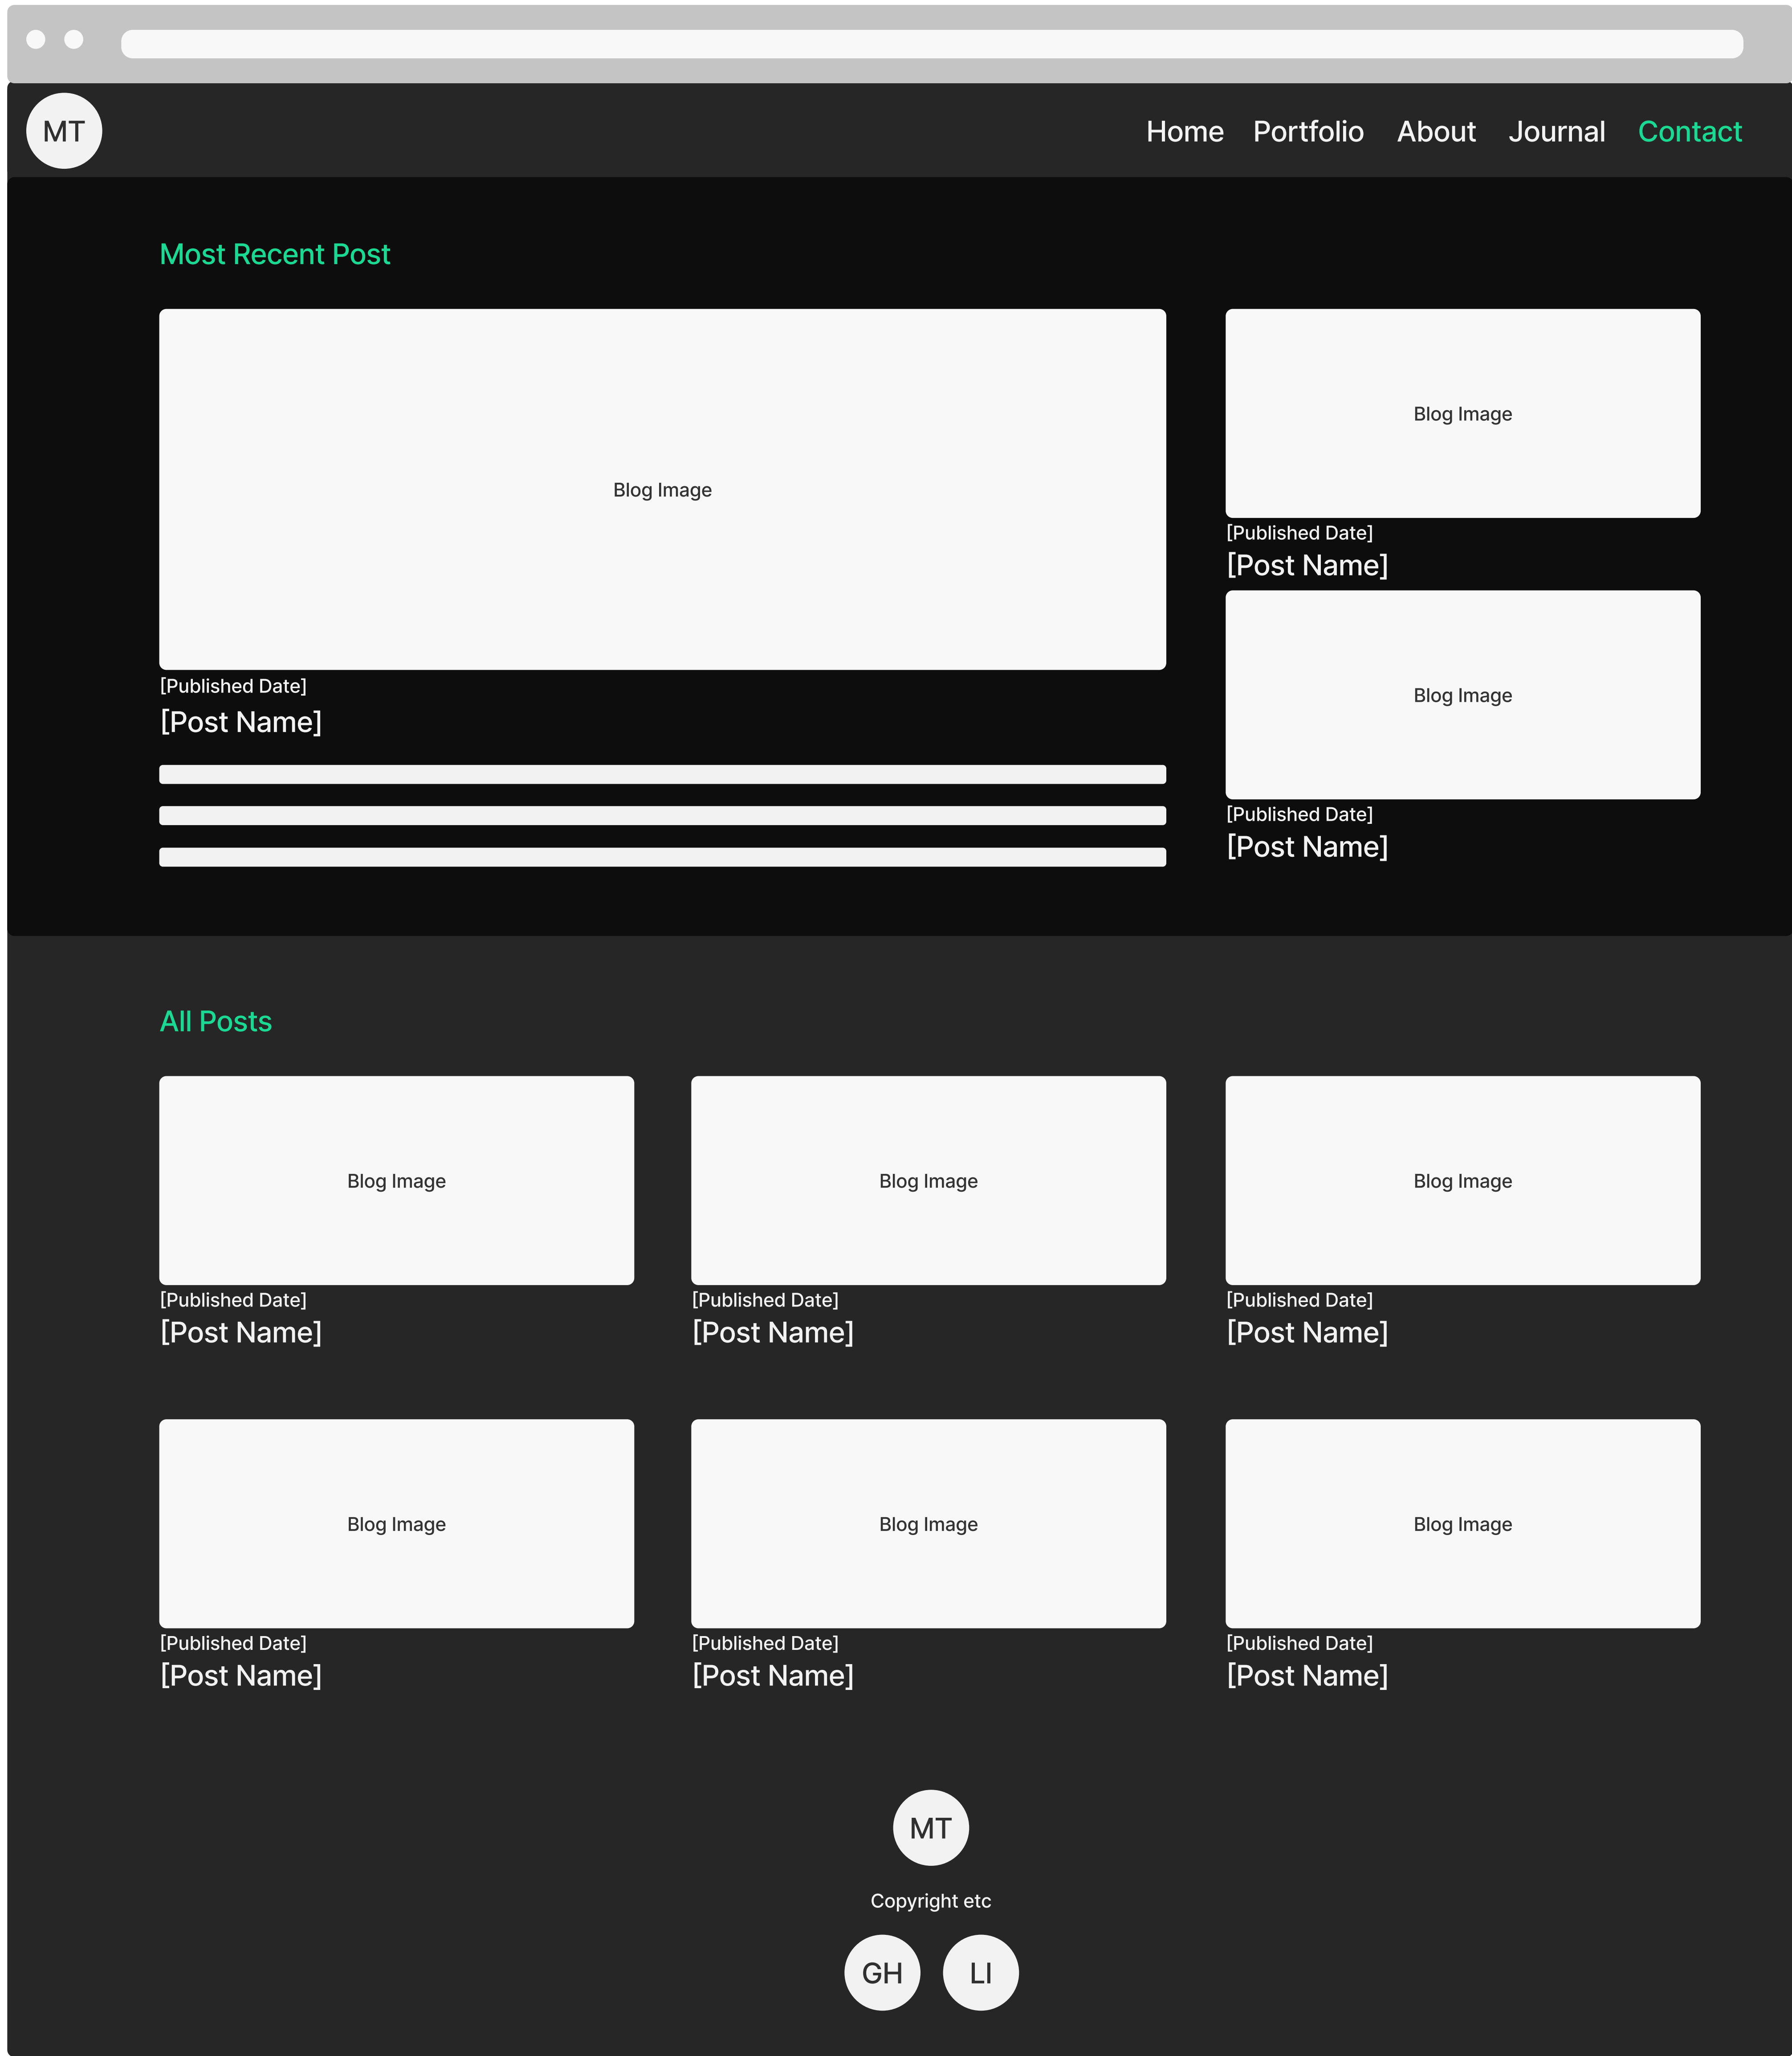 MT
Home Portfolio About Journal Contact
Most Recent Post
Blog Image
[Published Date]
[Post Name]
Blog Image
[Published Date]
[Post Name]
Blog Image
[Published Date]
[Post Name]
All Posts
Blog Image
[Published Date]
[Post Name]
Blog Image
[Published Date]
[Post Name]
Blog Image
[Published Date]
[Post Name]
Blog Image
[Published Date]
[Post Name]
Blog Image
[Published Date]
[Post Name]
Blog Image
[Published Date]
[Post Name]
MT
Copyright etc
GH LI